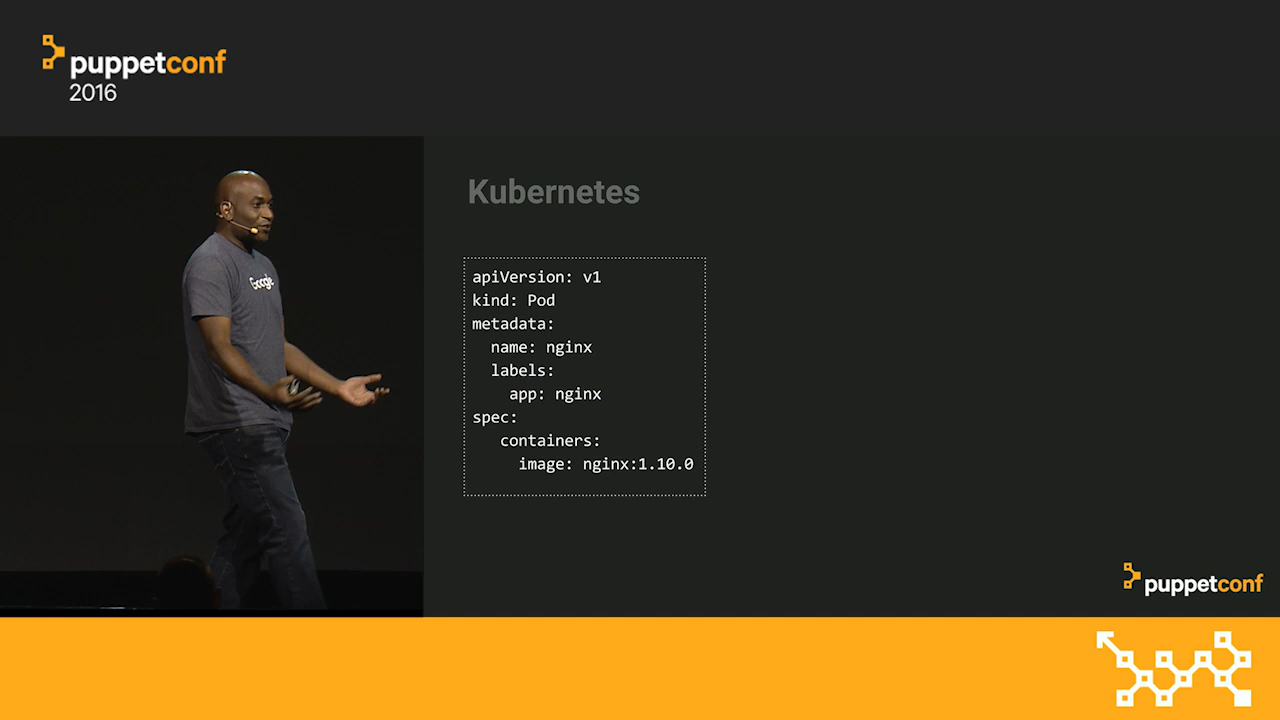 puppetconf
2016
Google
Kubernetes
apiVersion: v1
kind: Pod
metadata:
  name: nginx
  labels:
    app: nginx
spec:
   containers:
     image: nginx:1.10.0
puppetconf